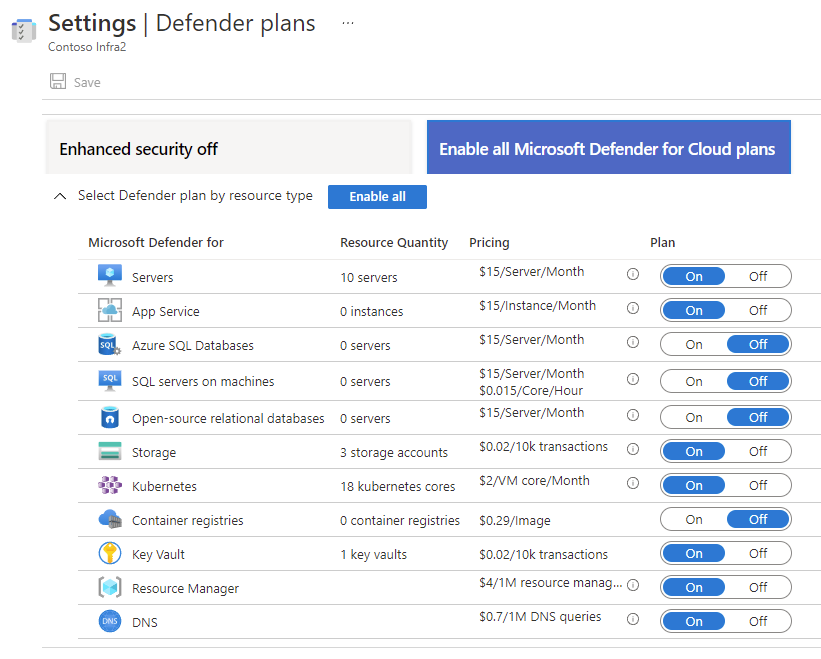 Settings | Defender plans ...
Contoso Infra2
Save
Enhanced security off
Enable all Microsoft Defender for Cloud plans
Select Defender plan by resource type Enable all
Microsoft Defender for Resource Quantity Pricing Plan
Servers 10 servers $15/Server/Month On Off
App Service 0 instances $15/Instance/Month On Off
SQL Azure SQL Databases 0 servers $15/Server/Month On Off
SQL SQL servers on machines 0 servers $15/Server/Month On Off
$0.015/Core/Hour
Open-source relational databases 0 servers $15/Server/Month On Off
Storage 3 storage accounts $0.02/10k transactions On Off
Kubernetes 18 kubernetes cores $2/VM core/Month On Off
Container registries 0 container registries $0.29/Image On Off
Key Vault 1 key vaults $0.02/10k transactions On Off
Resource Manager $4/1M resource manag... On Off
DNS DNS $0.7/1M DNS queries On Off